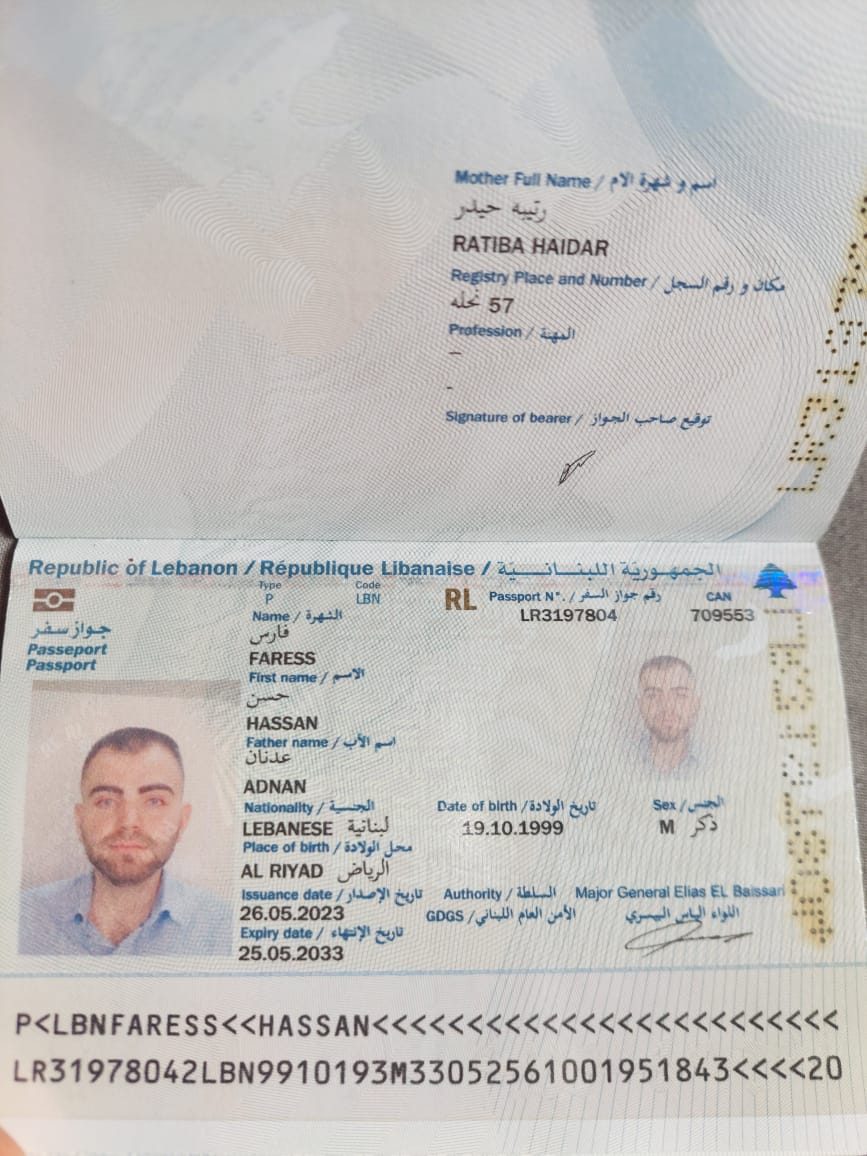 Mother Full Name / اسم و شهرة الام
رتيبه حيدر
RATIBA HAIDAR
Registry Place and Number / مكان و رقم السجل
57 نحله
Profession / المهنة
–
-
Signature of bearer / توقيع صاحب الجواز
Republic of Lebanon / République Libanaise / الجمهورية اللبنانية
جواز سفر
Passeport
Passport
Type
P
Code
LBN
RL
Passport N°. / رقم جواز السفر
LR3197804
CAN
709553
Name / الشهرة
فارس
FARESS
First name / الاسم
حسن
HASSAN
Father name / اسم الأب
عدنان
ADNAN
Nationality / الجنسية
LEBANESE لبنانية
Date of birth / تاريخ الولادة
19.10.1999
Sex / الجنس
M ذكر
Place of birth / محل الولادة
AL RIYAD الرياض
Issuance date / تاريخ الإصدار
26.05.2023
Authority / السلطة
GDGS / الأمن العام اللبناني
Major General Elias EL Baissari
اللواء الياس البيسري
Expiry date / تاريخ الإنتهاء
25.05.2033
P<LBNFARESS<<HASSAN<<<<<<<<<<<<<<<<<<<<<<<<<
LR31978042LBN9910193M33052561001951843<<<<20